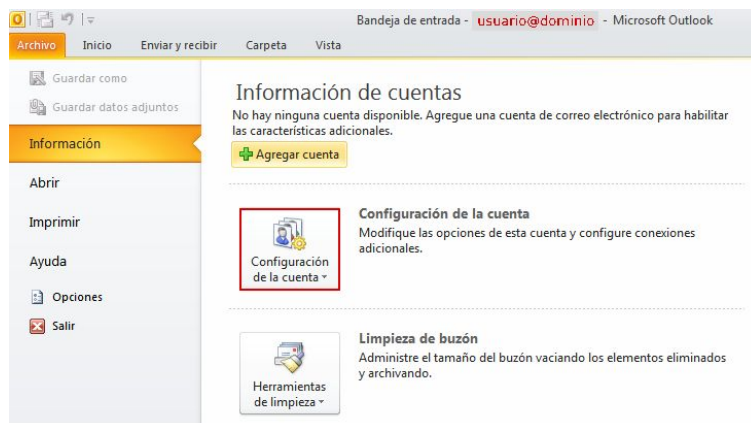 Bandeja de entrada - usuario@dominio - Microsoft Outlook
Archivo Inicio Enviar y recibir Carpeta Vista
Guardar como
Guardar datos adjuntos
Información
Abrir
Imprimir
Ayuda
Opciones
Salir
Información de cuentas
No hay ninguna cuenta disponible. Agregue una cuenta de correo electrónico para habilitar
las características adicionales.
Agregar cuenta
Configuración
de la cuenta
Configuración de la cuenta
Modifique las opciones de esta cuenta y configure conexiones
adicionales.
Herramientas
de limpieza
Limpieza de buzón
Administre el tamaño del buzón vaciando los elementos eliminados
y archivando.